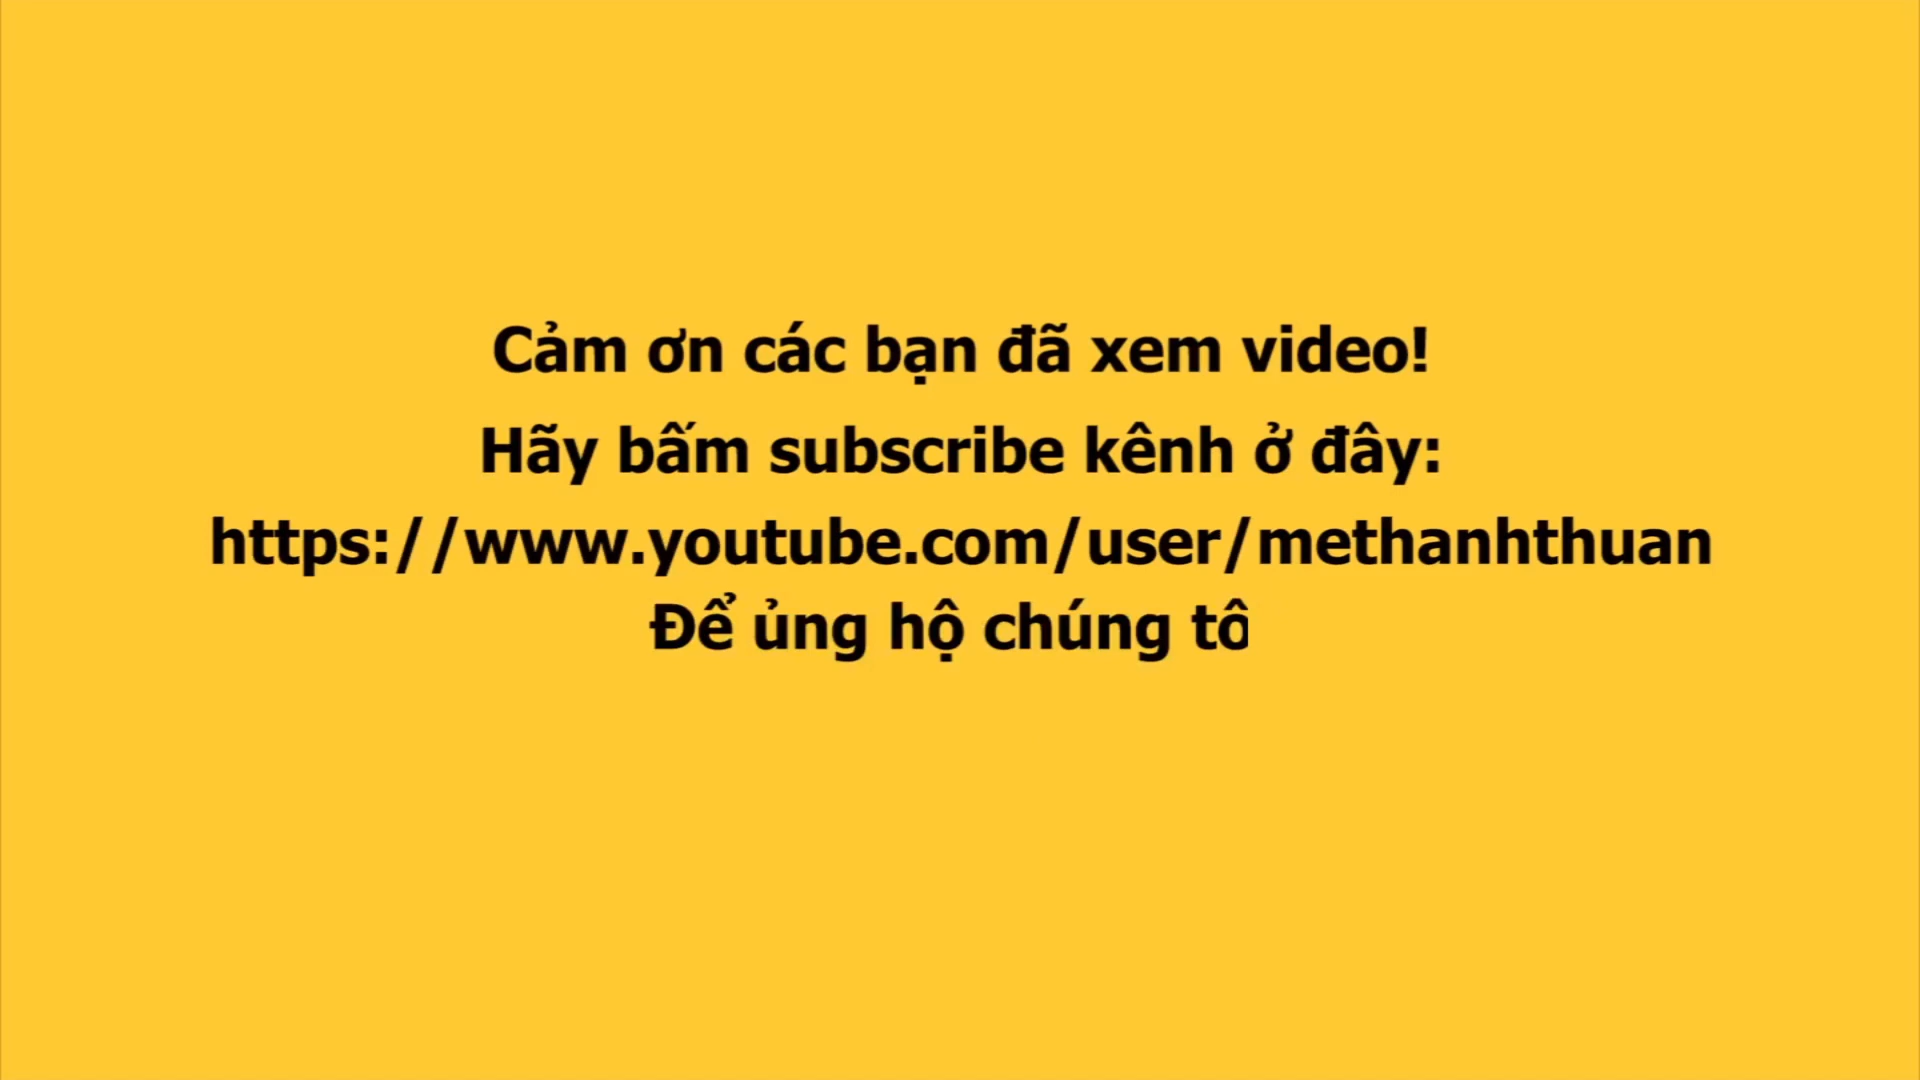 Cảm ơn các bạn đã xem video!
Hãy bấm subscribe kênh ở đây:
https://www.youtube.com/user/methanhthuan
Để ủng hộ chúng tô